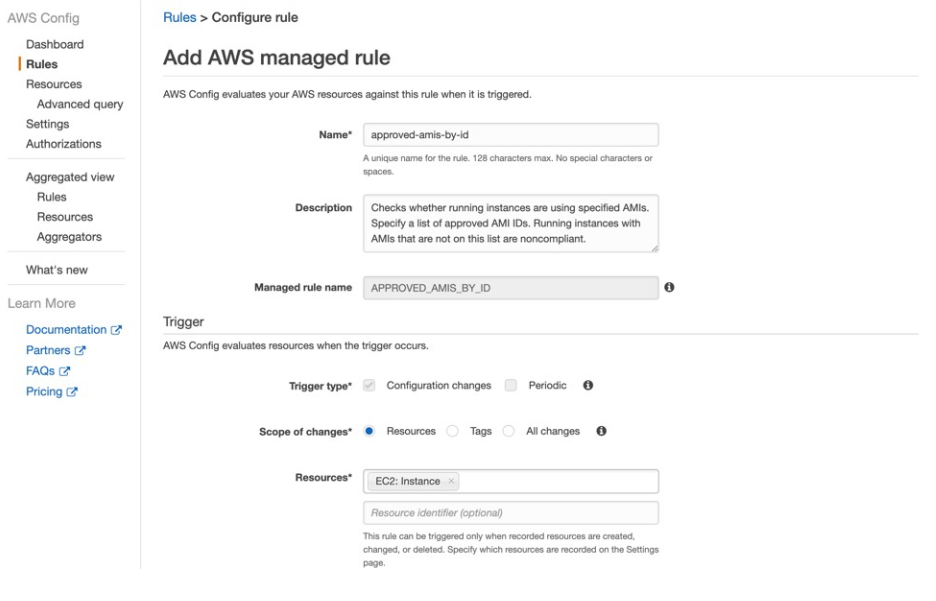 AWS Config
Dashboard
Rules
Resources
Advanced query
Settings
Authorizations
Aggregated view
Rules
Resources
Aggregators
What's new
Learn More
Documentation
Partners
FAQs
Pricing
Rules > Configure rule
Add AWS managed rule
AWS Config evaluates your AWS resources against this rule when it is triggered.
Name* approved-amis-by-id
A unique name for the rule. 128 characters max. No special characters or
spaces.
Description Checks whether running instances are using specified AMIs.
Specify a list of approved AMI IDs. Running instances with
AMIs that are not on this list are noncompliant.
Managed rule name APPROVED_AMIS_BY_ID
Trigger
AWS Config evaluates resources when the trigger occurs.
Trigger type* Configuration changes Periodic
Scope of changes* Resources Tags All changes
Resources* EC2: Instance ×
Resource identifier (optional)
This rule can be triggered only when recorded resources are created,
changed, or deleted. Specify which resources are recorded on the Settings
page.